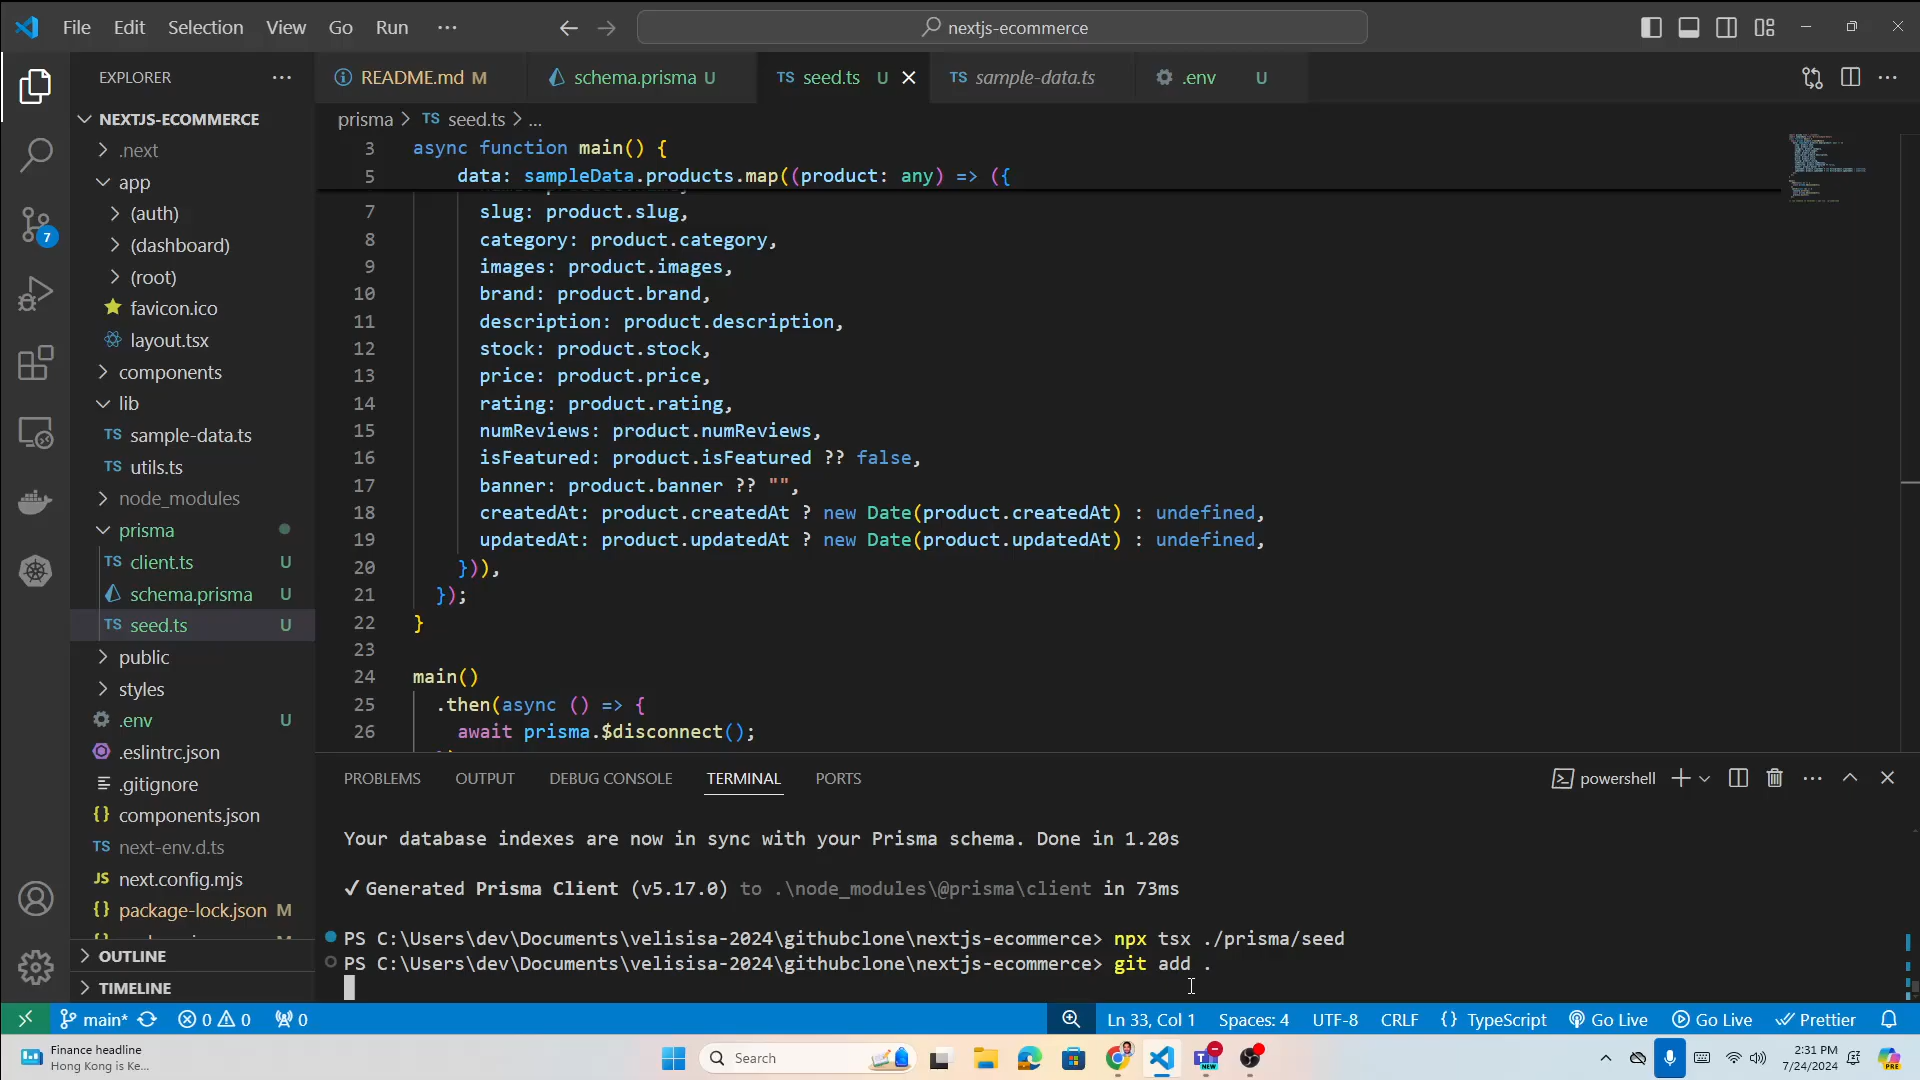 File Edit Selection View Go Run ···
nextjs-ecommerce
EXPLORER ···
README.md M
schema.prisma U
TS seed.ts U
TS sample-data.ts
.env U
prisma > TS seed.ts > ...
NEXTJS-ECOMMERCE
.next
app
(auth)
(dashboard)
(root)
favicon.ico
layout.tsx
components
lib
TS sample-data.ts
TS utils.ts
node_modules
prisma
TS client.ts U
schema.prisma U
TS seed.ts U
public
styles
.env U
.eslintrc.json
.gitignore
{} components.json
TS next-env.d.ts
JS next.config.mjs
{} package-lock.json M
OUTLINE
TIMELINE
7
3 async function main() {
5 data: sampleData.products.map((product: any) => ({
7 slug: product.slug,
8 category: product.category,
9 images: product.images,
10 brand: product.brand,
11 description: product.description,
12 stock: product.stock,
13 price: product.price,
14 rating: product.rating,
15 numReviews: product.numReviews,
16 isFeatured: product.isFeatured ?? false,
17 banner: product.banner ?? "",
18 createdAt: product.createdAt ? new Date(product.createdAt) : undefined,
19 updatedAt: product.updatedAt ? new Date(product.updatedAt) : undefined,
20 })),
21 });
22 }
23
24 main()
25 .then(async () => {
26 await prisma.$disconnect();
PROBLEMS OUTPUT DEBUG CONSOLE TERMINAL PORTS
powershell
Your database indexes are now in sync with your Prisma schema. Done in 1.20s
✓ Generated Prisma Client (v5.17.0) to .\node_modules\@prisma\client in 73ms
PS C:\Users\dev\Documents\velisisa-2024\githubclone\nextjs-ecommerce> npx tsx ./prisma/seed
PS C:\Users\dev\Documents\velisisa-2024\githubclone\nextjs-ecommerce> git add .
main* 0 0 0 Ln 33, Col 1 Spaces: 4 UTF-8 CRLF {} TypeScript Go Live Go Live Prettier
Finance headline
Hong Kong is Ke...
Search
2:31 PM
7/24/2024